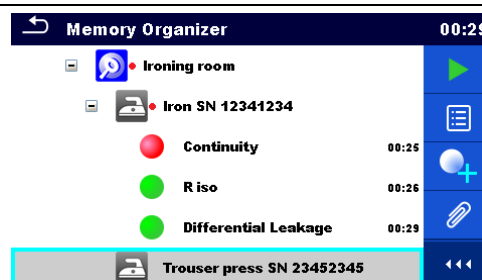 Memory Organizer 00:29
Ironing room
Iron SN 12341234
Continuity 00:25
R iso 00:26
Differential Leakage 00:29
Trouser press SN 23452345